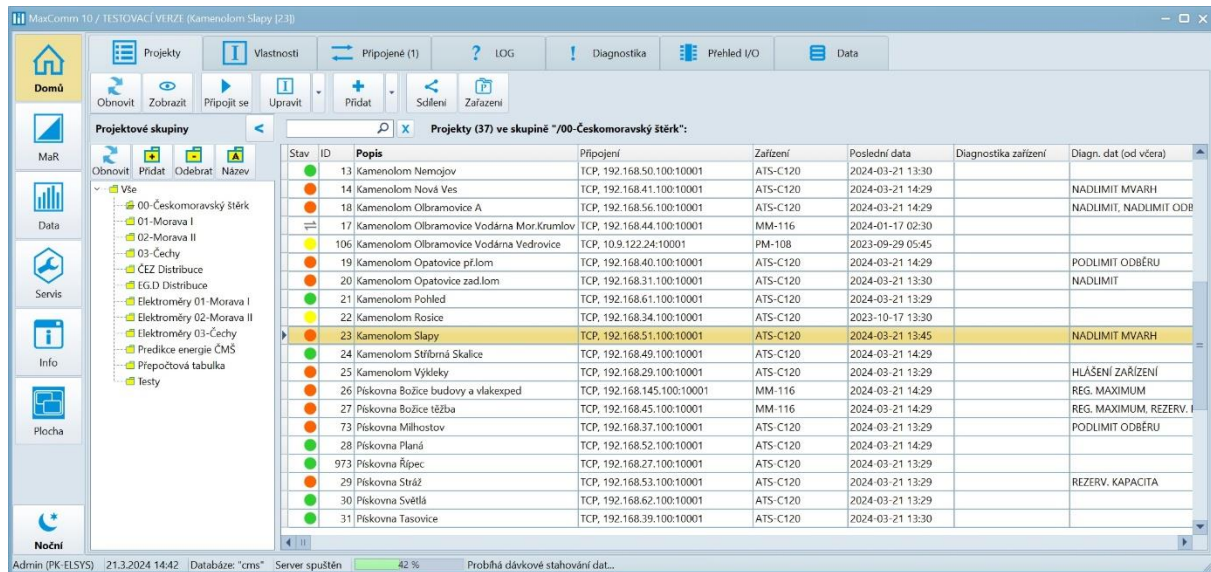 MaxComm 10 / TESTOVACÍ VERZE (Kamenolom Slapy [23])
Domů
MaR
Data
Servis
Info
Plocha
Noční
Projekty Vlastnosti Připojené (1) LOG Diagnostika Přehled I/O Data
Obnovit Zobrazit Připojit se Upravit Přidat Sdílení Zařazení
Projektové skupiny
Obnovit Přidat Odebrat Název
Vše
00-Českomoravský štěrk
01-Morava I
02-Morava II
03-Čechy
ČEZ Distribuce
EG.D Distribuce
Elektroměry 01-Morava I
Elektroměry 02-Morava II
Elektroměry 03-Čechy
Predikce energie ČMŠ
Přepočtová tabulka
Testy
Projekty (37) ve skupině "/00-Českomoravský štěrk":
Stav ID Popis Připojení Zařízení Poslední data Diagnostika zařízení Diagn. dat (od včera)
13 Kamenolom Nemojov TCP, 192.168.50.100:10001 ATS-C120 2024-03-21 13:30
14 Kamenolom Nová Ves TCP, 192.168.41.100:10001 ATS-C120 2024-03-21 14:29 NADLIMIT MVARH
18 Kamenolom Olbramovice A TCP, 192.168.56.100:10001 ATS-C120 2024-03-21 14:29 NADLIMIT, NADLIMIT ODB
17 Kamenolom Olbramovice Vodárna Mor.Krumlov TCP, 192.168.44.100:10001 MM-116 2024-01-17 02:30
106 Kamenolom Olbramovice Vodárna Vedrovice TCP, 10.9.122.24:10001 PM-108 2023-09-29 05:45
19 Kamenolom Opatovice př.lom TCP, 192.168.40.100:10001 ATS-C120 2024-03-21 14:29 PODLIMIT ODBĚRU
20 Kamenolom Opatovice zad.lom TCP, 192.168.31.100:10001 ATS-C120 2024-03-21 13:30 NADLIMIT
21 Kamenolom Pohled TCP, 192.168.61.100:10001 ATS-C120 2024-03-21 13:29
22 Kamenolom Rosice TCP, 192.168.34.100:10001 ATS-C120 2023-10-17 13:30
23 Kamenolom Slapy TCP, 192.168.51.100:10001 ATS-C120 2024-03-21 13:45 NADLIMIT MVARH
24 Kamenolom Stříbrná Skalice TCP, 192.168.49.100:10001 ATS-C120 2024-03-21 14:29
25 Kamenolom Výkleky TCP, 192.168.29.100:10001 ATS-C120 2024-03-21 13:29 HLÁŠENÍ ZAŘÍZENÍ
26 Pískovna Božice budovy a vlakexped TCP, 192.168.145.100:10001 MM-116 2024-03-21 14:29 REG. MAXIMUM
27 Pískovna Božice těžba TCP, 192.168.45.100:10001 MM-116 2024-03-21 14:29 REG. MAXIMUM, REZERV.
73 Pískovna Milhostov TCP, 192.168.37.100:10001 ATS-C120 2024-03-21 13:29 PODLIMIT ODBĚRU
28 Pískovna Planá TCP, 192.168.52.100:10001 ATS-C120 2024-03-21 14:29
973 Pískovna Řípec TCP, 192.168.27.100:10001 ATS-C120 2024-03-21 13:29
29 Pískovna Stráž TCP, 192.168.53.100:10001 ATS-C120 2024-03-21 13:29 REZERV. KAPACITA
30 Pískovna Světlá TCP, 192.168.62.100:10001 ATS-C120 2024-03-21 13:29
31 Pískovna Tasovice TCP, 192.168.39.100:10001 ATS-C120 2024-03-21 13:30
Admin (PK-ELSYS) 21.3.2024 14:42 Databáze: "cms" Server spuštěn 42 % Probíhá dávkové stahování dat...